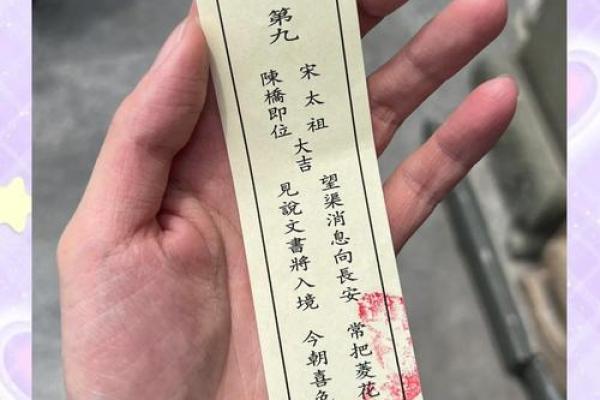 第九
宋太祖
陳橋即位
大吉
望渠消息向長安 常把菱花
見說文書將入境 今朝喜